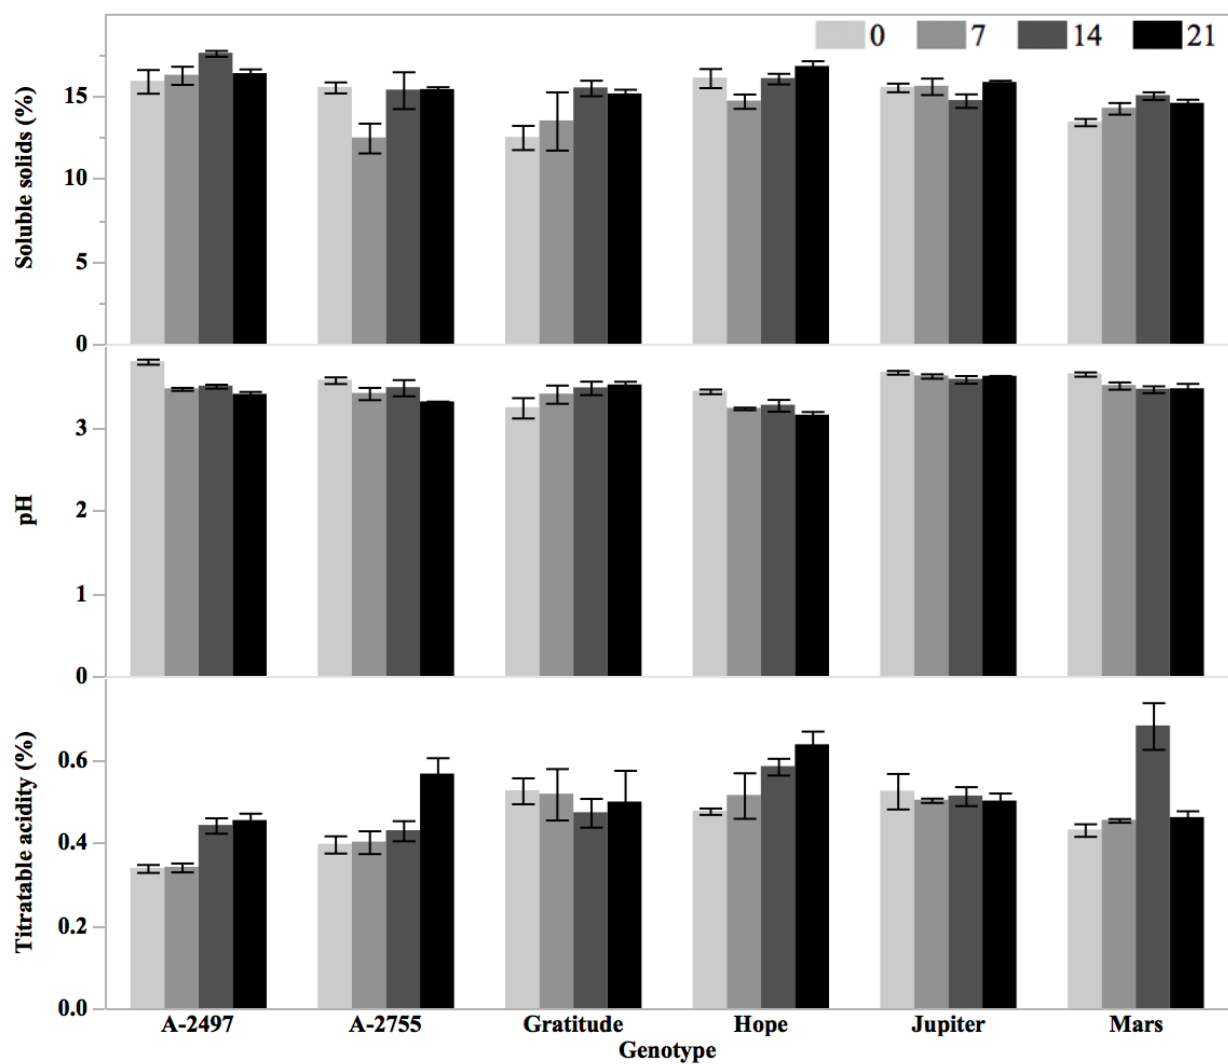 0 7 14 21
Soluble solids (%)
15
10
5
0
pH
3
2
1
0
Titratable acidity (%)
0.6
0.4
0.2
0.0
A-2497 A-2755 Gratitude Hope Jupiter Mars
Genotype